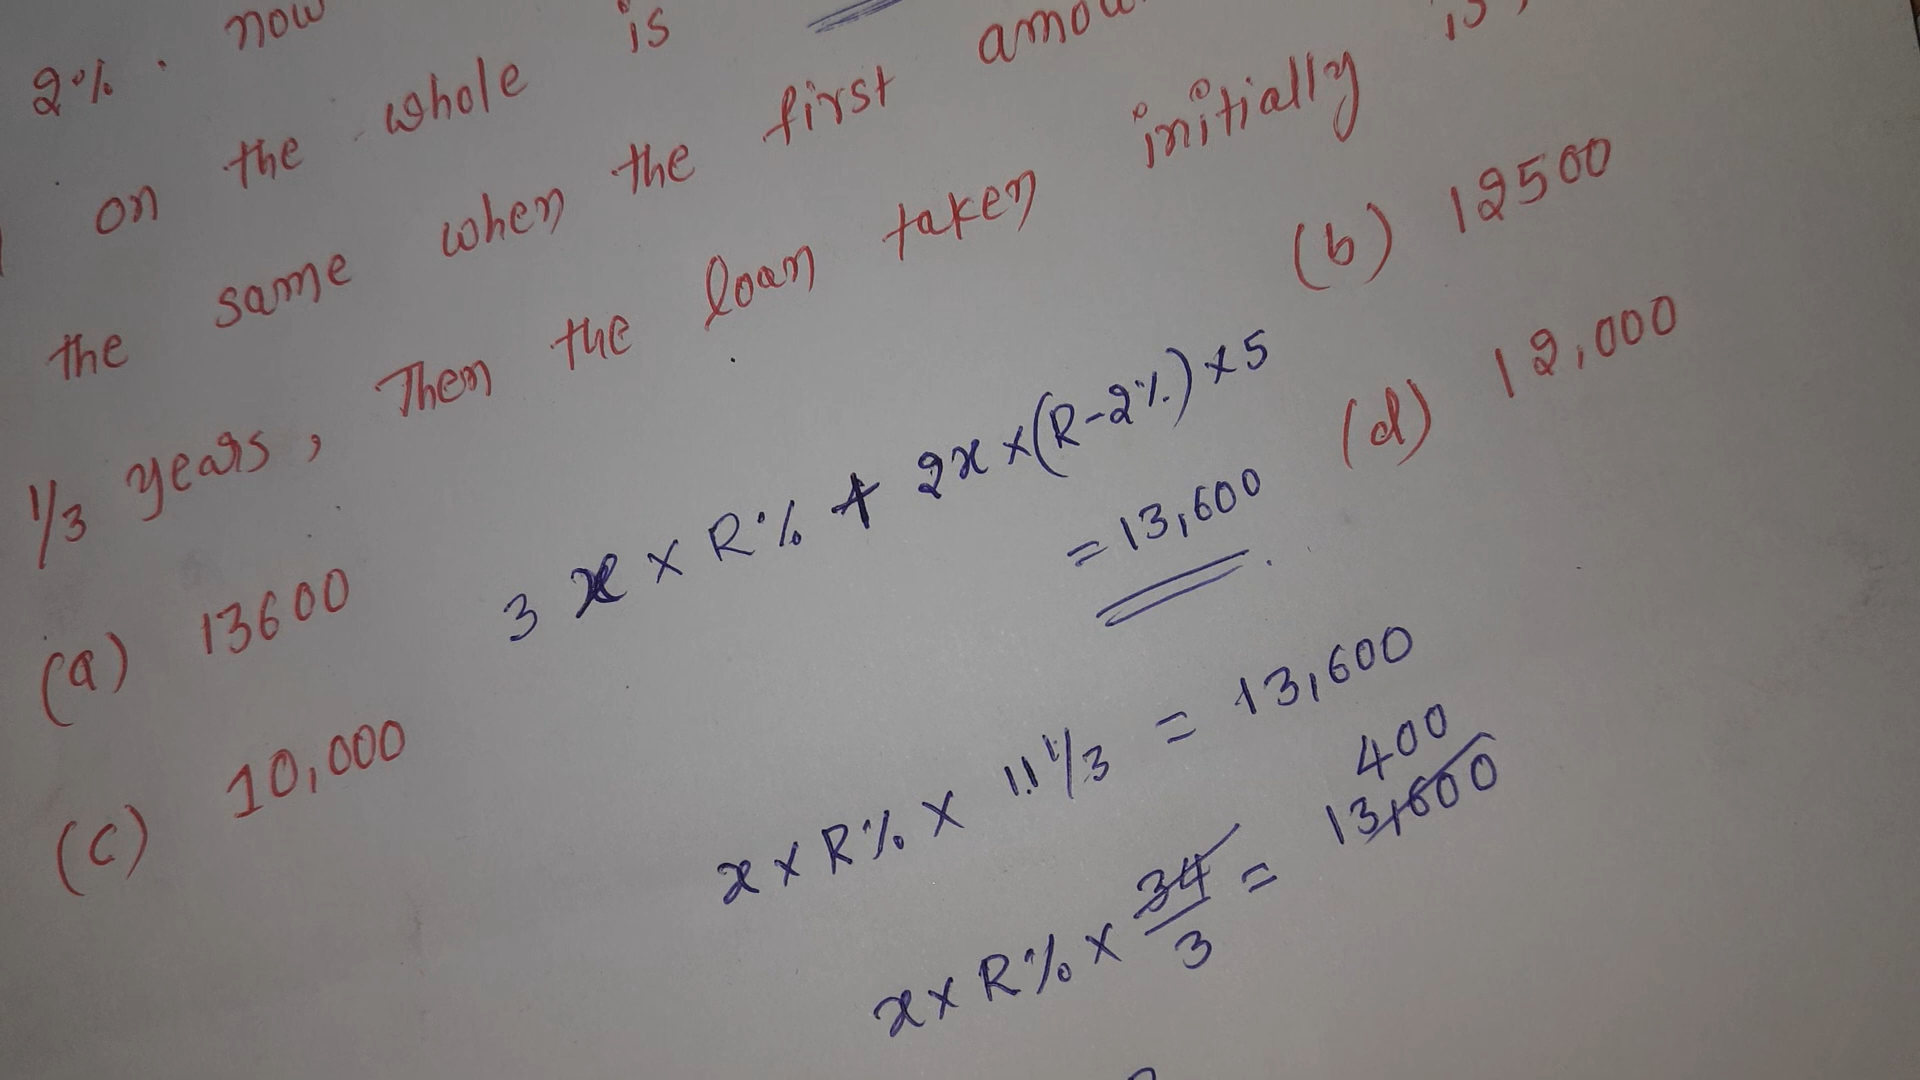 2%. now
on the whole is
the same when the first
1/3 years, Then the loan taken initially
(a) 13600 (b) 12500
(c) 10,000 (d) 12,000
3 x × R% + 2x × (R-2%) × 5
= 13,600
x × R% × 11 1/3 = 13,600
400
x × R% × 34/3 = 13,600